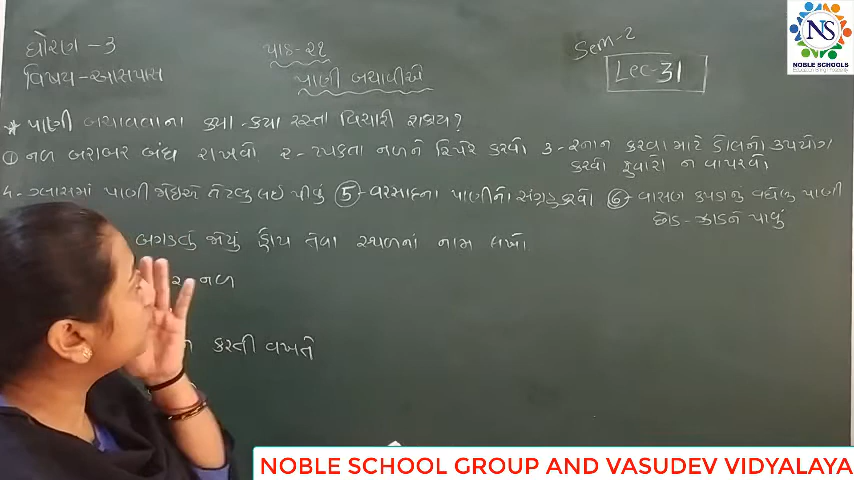 ધોરણ - 3
પાઠ - ૨૧
Sem-2
વિષય - આસપાસ
પાણી બચાવીએ
Lec-31
NS
NOBLE SCHOOLS
* પાણી બચાવવાના ક્યા-ક્યા રસ્તા વિચારી શકાય?
① નળ બરાબર બંધ રાખવો. ૨ - ટપકતા નળને રિપેર કરવો ૩ - સ્નાન કરવા માટે ડોલનો ઉપયોગ
કરવો ફુવારો ન વાપરવો.
4 - ગ્લાસમાં પાણી જોઈએ તેટલુ લઈ પીવું ⑤ - વરસાદના પાણીનો સંગ્રહ કરવો ⑥ - વાસણ કપડાનુ વધેલુ પાણી
છોડ - ઝાડને પાવું
બગડતું જોયું હોય તેવા સ્થળનાં નામ લખો.
નળ
કરતી વખતે
NOBLE SCHOOL GROUP AND VASUDEV VIDYALAYA